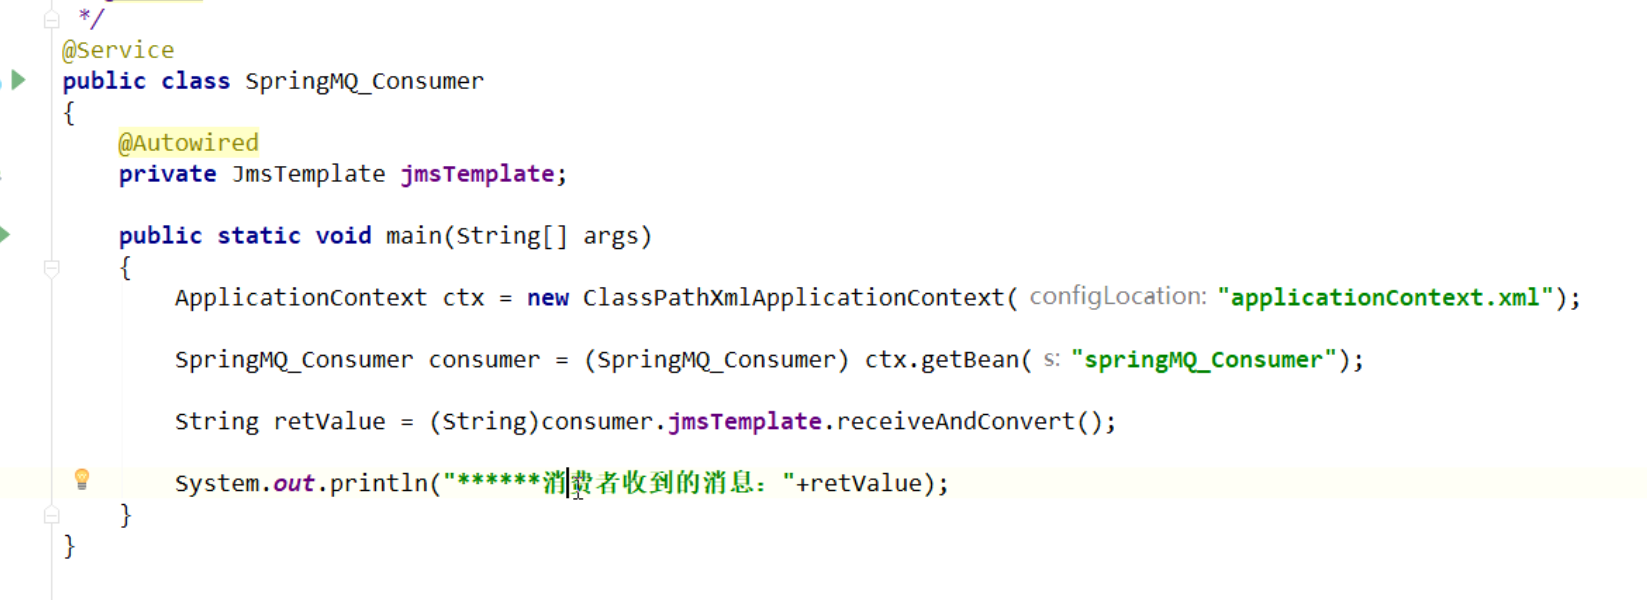 */
@Service
public class SpringMQ_Consumer
{
@Autowired
private JmsTemplate jmsTemplate;
public static void main(String[] args)
{
ApplicationContext ctx = new ClassPathXmlApplicationContext( configLocation: "applicationContext.xml");
SpringMQ_Consumer consumer = (SpringMQ_Consumer) ctx.getBean( s: "springMQ_Consumer");
String retValue = (String)consumer.jmsTemplate.receiveAndConvert();
System.out.println("******消费者收到的消息："+retValue);
}
}